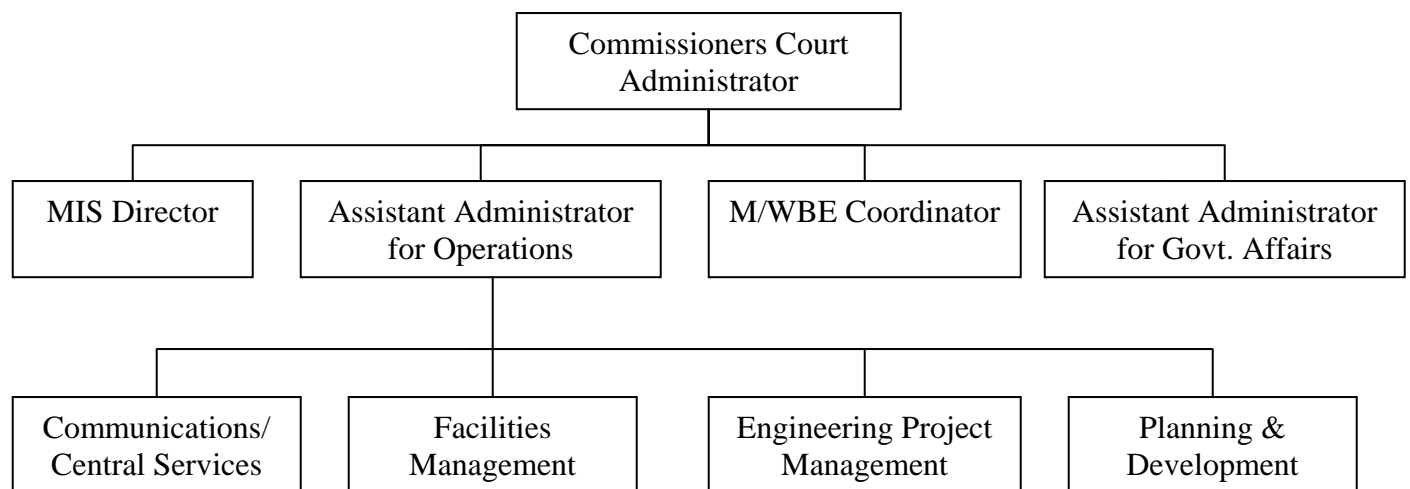 Commissioners Court
Administrator
MIS Director
Assistant Administrator
for Operations
M/WBE Coordinator
Assistant Administrator
for Govt. Affairs
Communications/
Central Services
Facilities
Management
Engineering Project
Management
Planning &
Development